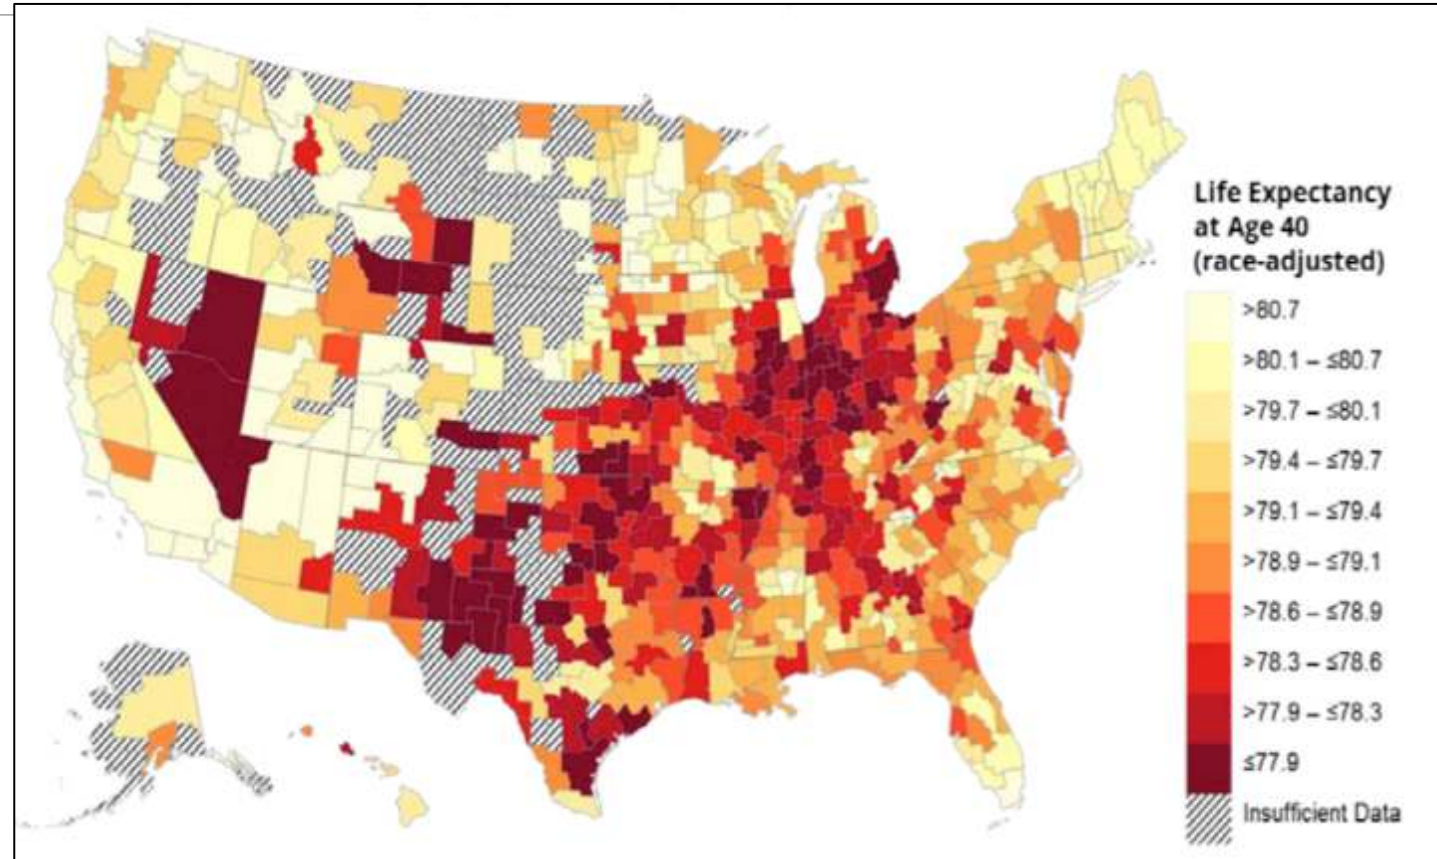 Life Expectancy
at Age 40
(race-adjusted)
>80.7
>80.1 – ≤80.7
>79.7 – ≤80.1
>79.4 – ≤79.7
>79.1 – ≤79.4
>78.9 – ≤79.1
>78.6 – ≤78.9
>78.3 – ≤78.6
>77.9 – ≤78.3
≤77.9
Insufficient Data